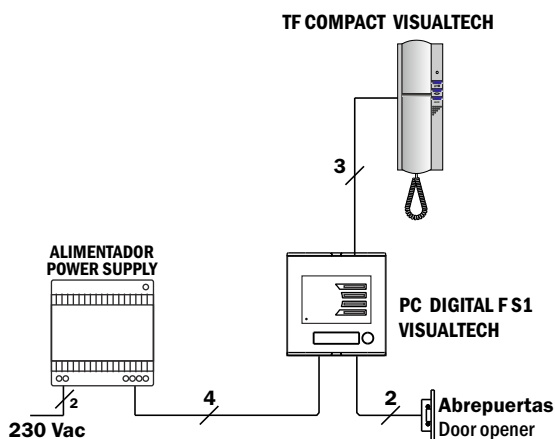 TF COMPACT VISUALTECH
3
ALIMENTADOR
POWER SUPPLY
PC DIGITAL F S1
VISUALTECH
2
4
2
230 Vac
Abrepuertas
Door opener